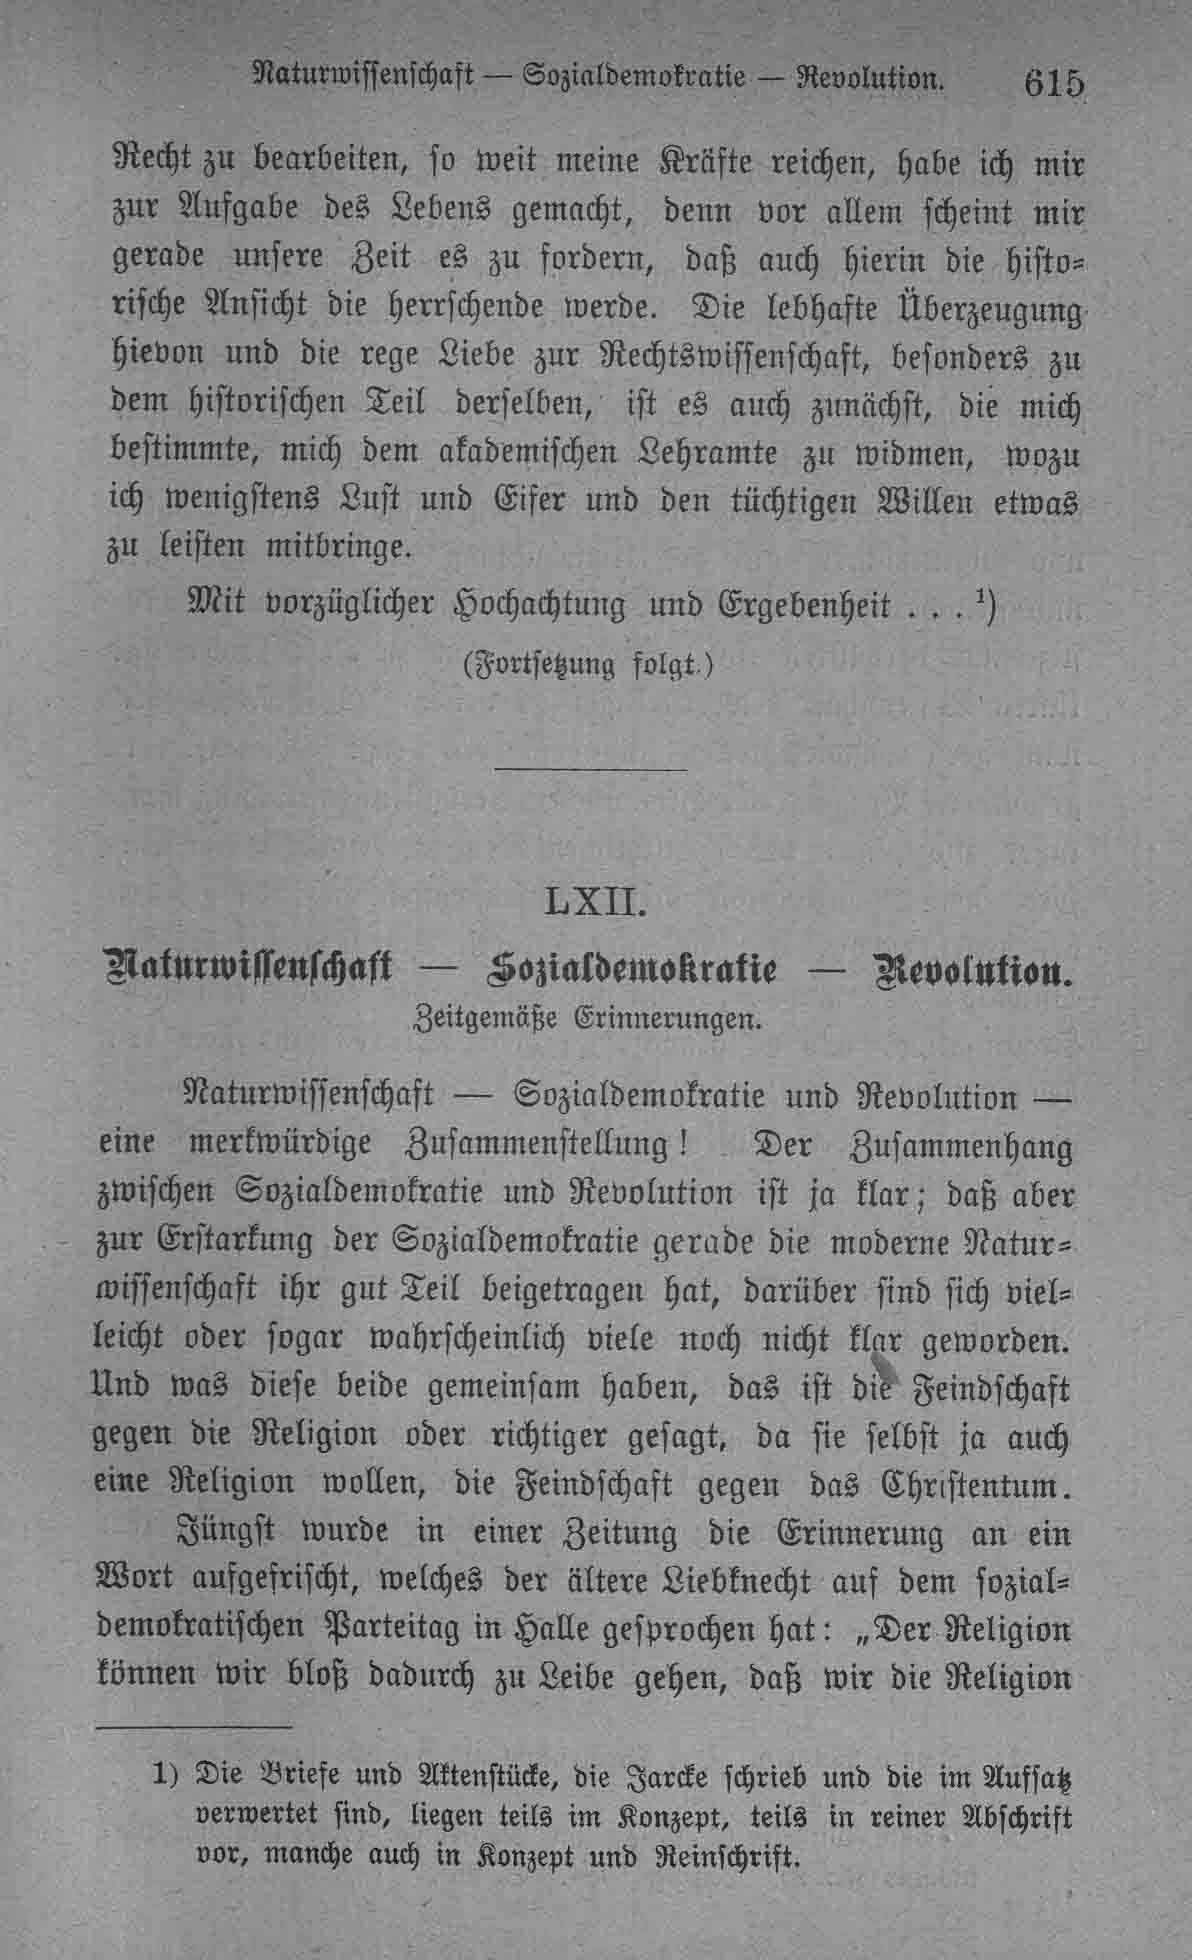 Naturwissenschaft — Sozialdemokratie — Revolution. 615
Recht zu bearbeiten, so weit meine Kräfte reichen, habe ich mir
zur Aufgabe des Lebens gemacht, denn vor allem scheint mir
gerade unsere Zeit es zu fordern, daß auch hierin die histo-
rische Ansicht die herrschende werde. Die lebhafte Überzeugung
hievon und die rege Liebe zur Rechtswissenschaft, besonders zu
dem historischen Teil derselben, ist es auch zunächst, die mich
bestimmte, mich dem akademischen Lehramte zu widmen, wozu
ich wenigstens Lust und Eifer und den tüchtigen Willen etwas
zu leisten mitbringe.
Mit vorzüglicher Hochachtung und Ergebenheit . . . ¹)
(Fortsetzung folgt.)
LXII.
Naturwissenschaft — Sozialdemokratie — Revolution.
Zeitgemäße Erinnerungen.
Naturwissenschaft — Sozialdemokratie und Revolution —
eine merkwürdige Zusammenstellung! Der Zusammenhang
zwischen Sozialdemokratie und Revolution ist ja klar; daß aber
zur Erstarkung der Sozialdemokratie gerade die moderne Natur-
wissenschaft ihr gut Teil beigetragen hat, darüber sind sich viel-
leicht oder sogar wahrscheinlich viele noch nicht klar geworden.
Und was diese beide gemeinsam haben, das ist die Feindschaft
gegen die Religion oder richtiger gesagt, da sie selbst ja auch
eine Religion wollen, die Feindschaft gegen das Christentum.
Jüngst wurde in einer Zeitung die Erinnerung an ein
Wort aufgefrischt, welches der ältere Liebknecht auf dem sozial-
demokratischen Parteitag in Halle gesprochen hat: „Der Religion
können wir bloß dadurch zu Leibe gehen, daß wir die Religion
1) Die Briefe und Aktenstücke, die Jarcke schrieb und die im Aufsatz
verwertet sind, liegen teils im Konzept, teils in reiner Abschrift
vor, manche auch in Konzept und Reinschrift.